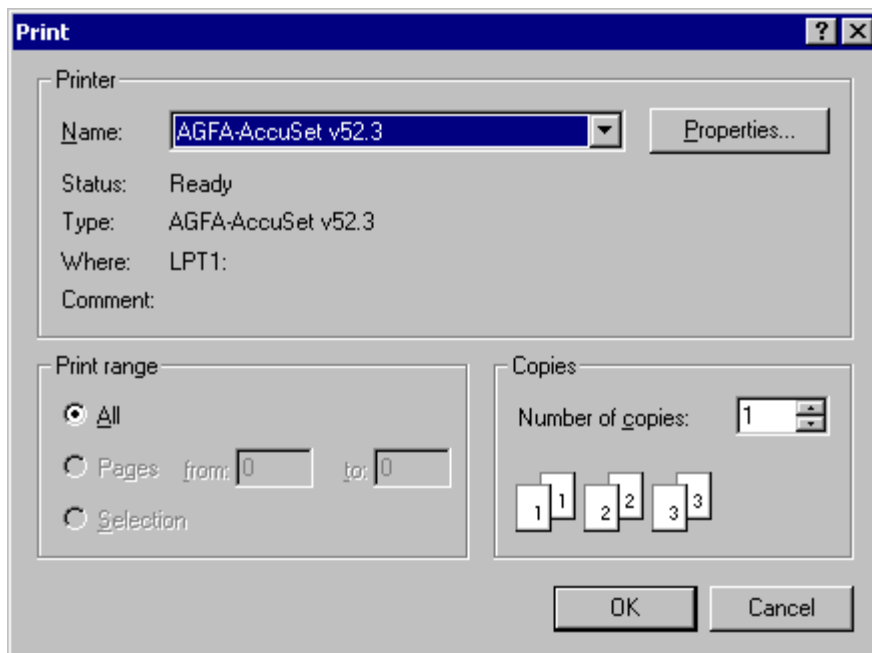 Print
Printer
Name: AGFA-AccuSet v52.3 Properties...
Status: Ready
Type: AGFA-AccuSet v52.3
Where: LPT1:
Comment:
Print range
All
Pages from: 0 to: 0
Selection
Copies
Number of copies: 1
1 1 2 2 3 3
OK Cancel